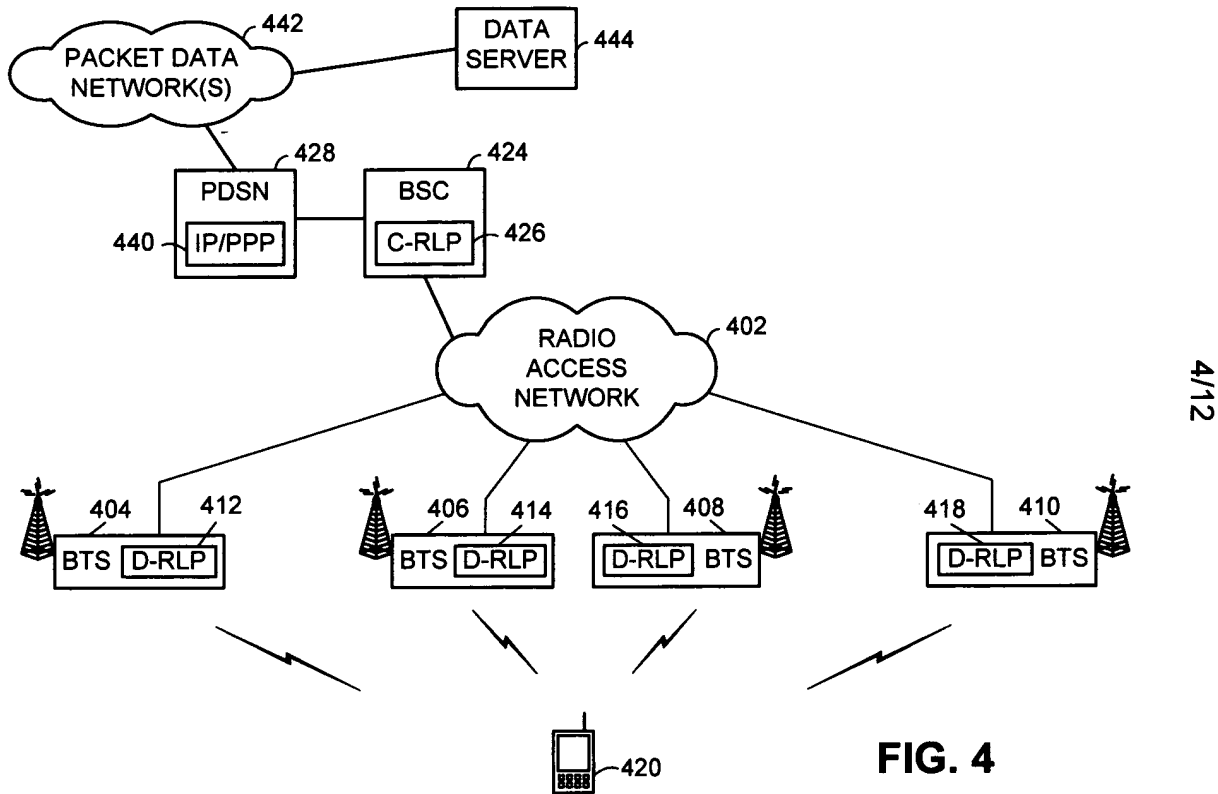 442
PACKET DATA
NETWORK(S)
DATA
SERVER
444
428
424
PDSN
BSC
440
IP/PPP
C-RLP
426
RADIO
ACCESS
NETWORK
402
4/12
404
412
406
414
416
408
418
410
BTS
D-RLP
BTS
D-RLP
D-RLP
BTS
D-RLP
BTS
420
FIG. 4